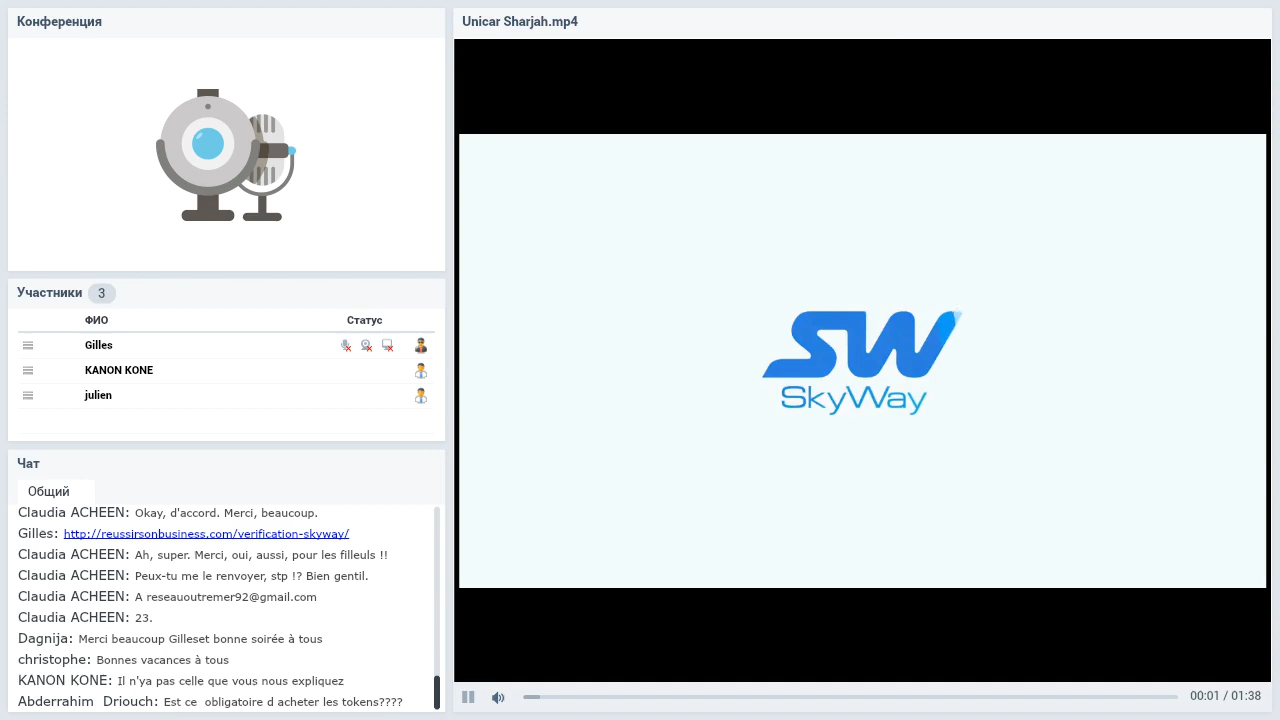 Конференция
Участники 3
ФИО Статус
Gilles
KANON KONE
julien
Чат
Общий
Claudia ACHEEN: Okay, d'accord. Merci, beaucoup.
Gilles: http://reussirsonbusiness.com/verification-skyway/
Claudia ACHEEN: Ah, super. Merci, oui, aussi, pour les filleuls !!
Claudia ACHEEN: Peux-tu me le renvoyer, stp !? Bien gentil.
Claudia ACHEEN: A reseauoutremer92@gmail.com
Claudia ACHEEN: 23.
Dagnija: Merci beaucoup Gilleset bonne soirée à tous
christophe: Bonnes vacances à tous
KANON KONE: Il n'ya pas celle que vous nous expliquez
Abderrahim Driouch: Est ce obligatoire d acheter les tokens????
Unicar Sharjah.mp4
SW
SkyWay
00:01 / 01:38